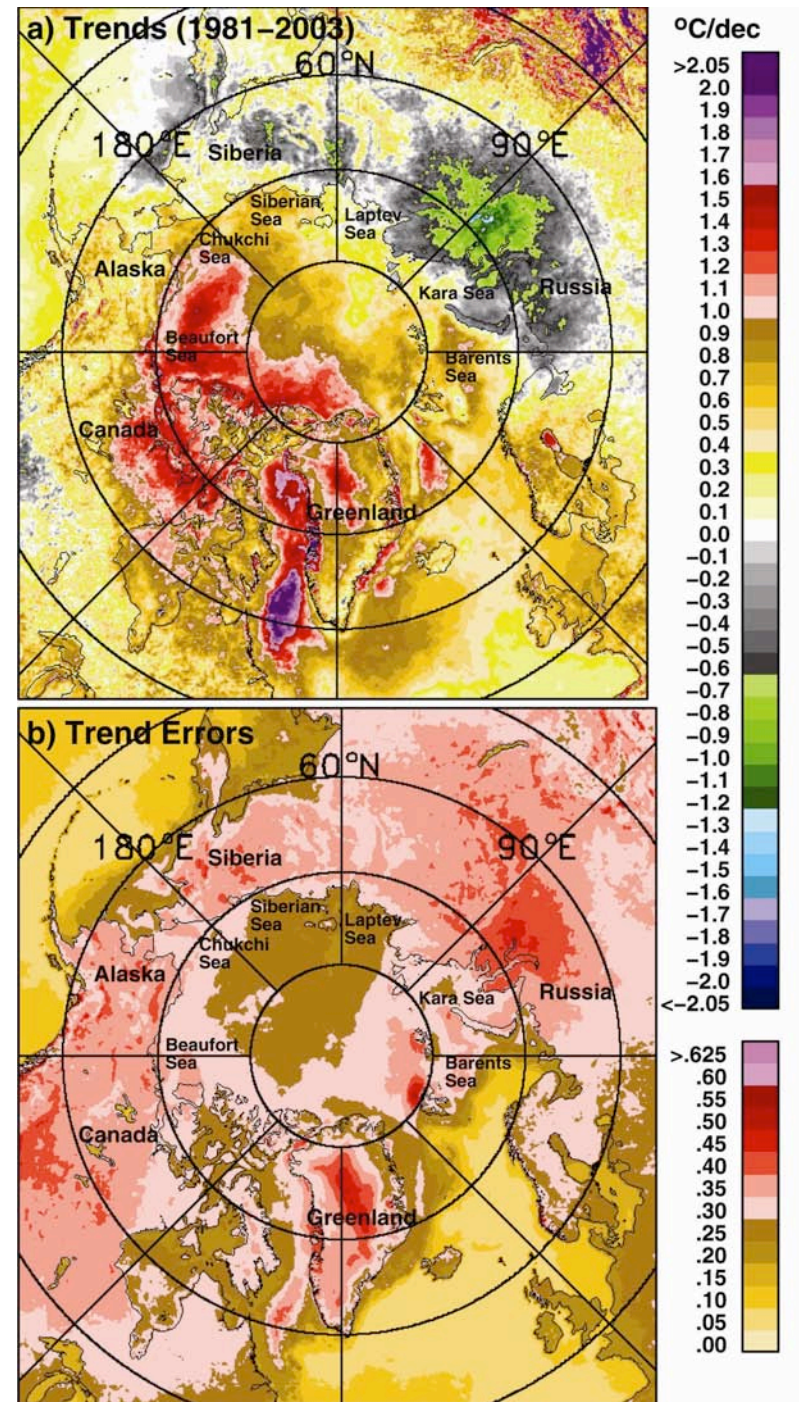 a) Trends (1981–2003)
60°N
180°E
Siberia
90°E
Siberian
Sea
Laptev
Sea
Chukchi
Sea
Alaska
Kara Sea
Russia
Beaufort
Sea
Barents
Sea
Canada
Greenland
°C/dec
>2.05
2.0
1.9
1.8
1.7
1.6
1.5
1.4
1.3
1.2
1.1
1.0
0.9
0.8
0.7
0.6
0.5
0.4
0.3
0.2
0.1
0.0
−0.1
−0.2
−0.3
−0.4
−0.5
−0.6
−0.7
−0.8
−0.9
−1.0
−1.1
−1.2
−1.3
−1.4
−1.5
−1.6
−1.7
−1.8
−1.9
−2.0
<−2.05
b) Trend Errors
60°N
180°E
Siberia
90°E
Siberian
Sea
Laptev
Sea
Chukchi
Sea
Alaska
Kara Sea
Russia
Beaufort
Sea
Barents
Sea
Canada
Greenland
>.625
.60
.55
.50
.45
.40
.35
.30
.25
.20
.15
.10
.05
.00